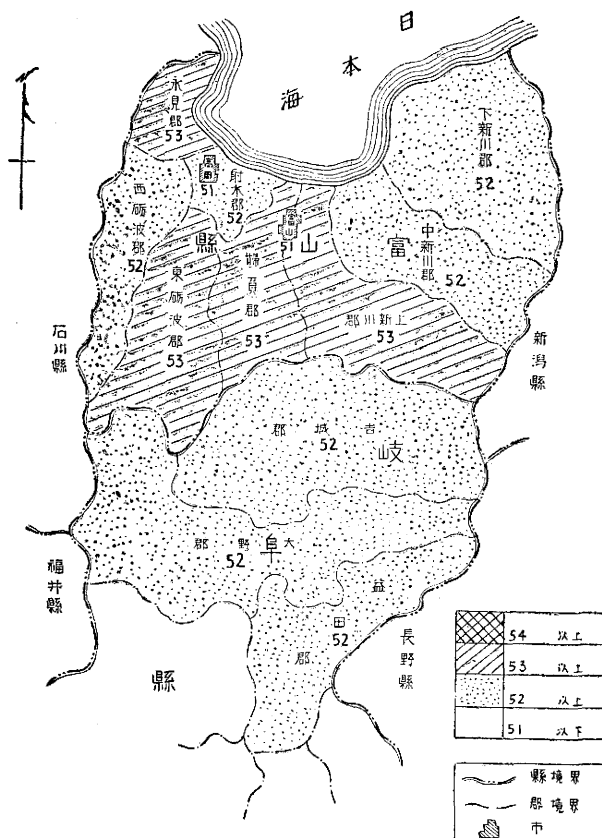 日本海
氷見郡
53
高岡
51
射水郡
52
下新川郡
52
西礪波郡
52
縣
富山
51
山
富
中新川郡
52
東礪波郡
53
婦負郡
53
上新川郡
53
石川縣
新潟縣
吉城郡
52
岐
大野郡
52
阜
福井縣
益田郡
52
長野縣
縣
54 以上
53 以上
52 以上
51 以下
縣境界
郡境界
市